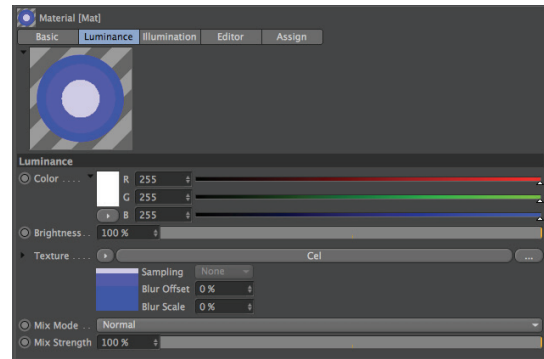 Material [Mat]
Basic Luminance Illumination Editor Assign
Luminance
Color .... R 255
G 255
B 255
Brightness.. 100 %
Texture .... Cel ...
Sampling None
Blur Offset 0 %
Blur Scale 0 %
Mix Mode .. Normal
Mix Strength 100 %